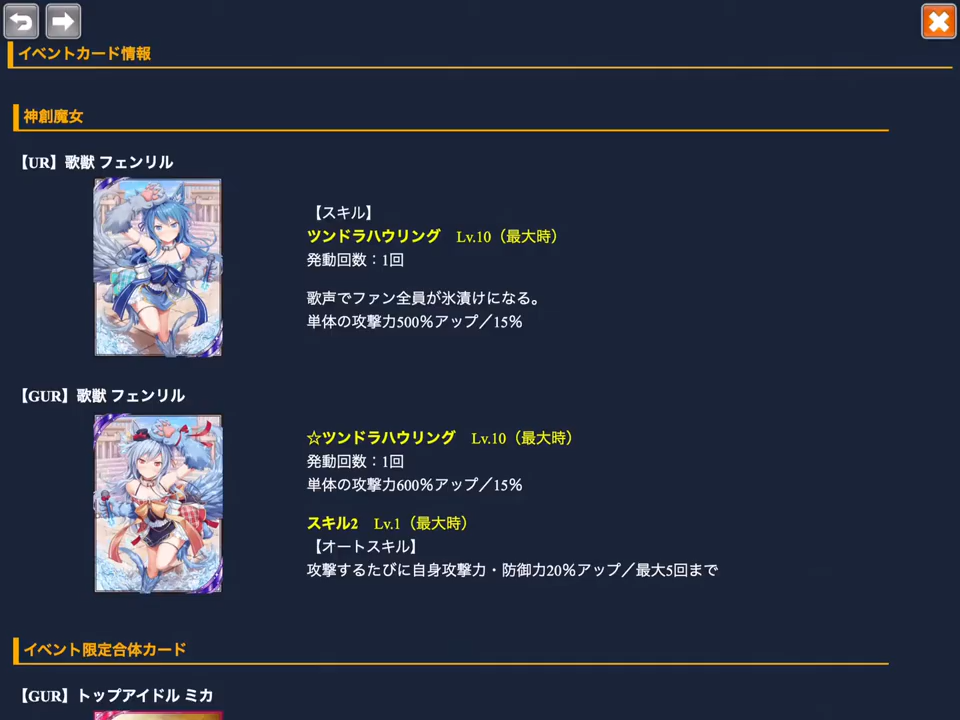 イベントカード情報
神創魔女
【UR】歌獣 フェンリル
【スキル】
ツンドラハウリング Lv.10（最大時）
発動回数：1回
歌声でファン全員が氷漬けになる。
単体の攻撃力500％アップ／15％
【GUR】歌獣 フェンリル
☆ツンドラハウリング Lv.10（最大時）
発動回数：1回
単体の攻撃力600％アップ／15％
スキル2 Lv.1（最大時）
【オートスキル】
攻撃するたびに自身攻撃力・防御力20％アップ／最大5回まで
イベント限定合体カード
【GUR】トップアイドル ミカ